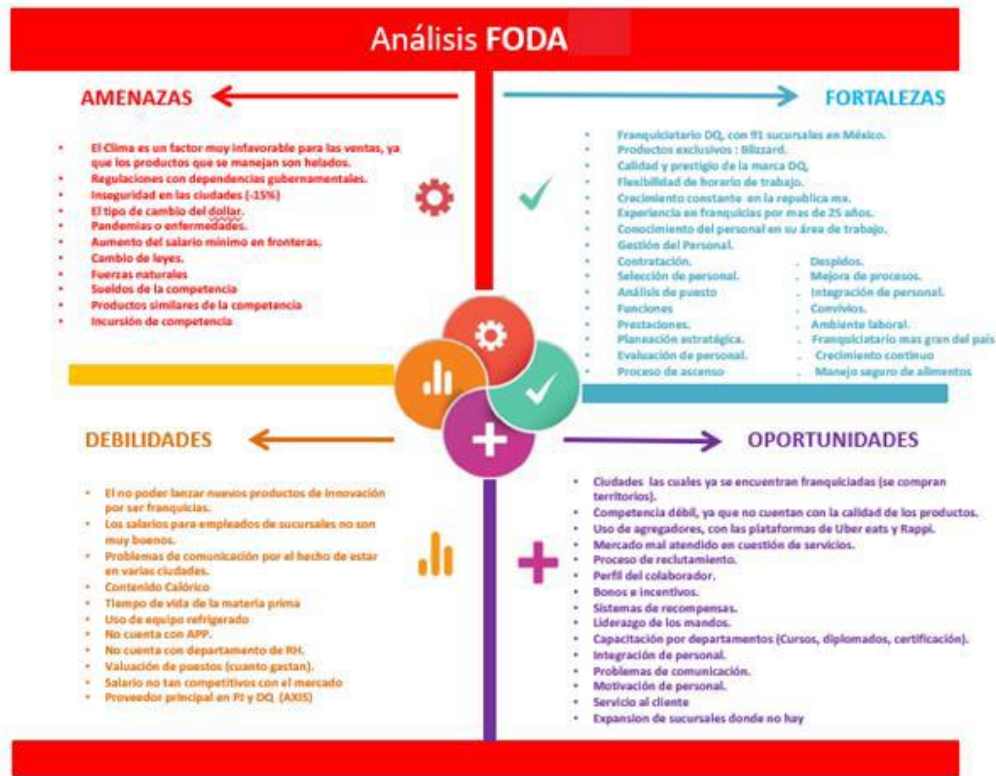 Análisis FODA
AMENAZAS
El Clima es un factor muy infavorable para las ventas, ya
que los productos que se manejan son helados.
Regulaciones con dependencias gubernamentales.
Inseguridad en las ciudades (-15%)
El tipo de cambio del dollar.
Pandemias o enfermedades.
Aumento del salario mínimo en fronteras.
Cambio de leyes.
Fuerzas naturales
Sueldos de la competencia
Productos similares de la competencia
Incursión de competencia
FORTALEZAS
Franquiciatario DQ, con 91 sucursales en México.
Productos exclusivos : Blizzard.
Calidad y prestigio de la marca DQ,
Flexibilidad de horario de trabajo.
Crecimiento constante en la republica mx.
Experiencia en franquicias por mas de 25 años.
Conocimiento del personal en su área de trabajo.
Gestión del Personal.
Contratación.
Selección de personal.
Análisis de puesto
Funciones
Prestaciones.
Planeación estratégica.
Evaluación de personal.
Proceso de ascenso
. Despidos.
. Mejora de procesos.
. Integración de personal.
. Convivios.
. Ambiente laboral.
. Franquiciatario mas gran del país
. Crecimiento continuo
. Manejo seguro de alimentos
DEBILIDADES
El no poder lanzar nuevos productos de innovación
por ser franquicias.
Los salarios para empleados de sucursales no son
muy buenos.
Problemas de comunicación por el hecho de estar
en varias ciudades.
Contenido Calórico
Tiempo de vida de la materia prima
Uso de equipo refrigerado
No cuenta con APP.
No cuenta con departamento de RH.
Valuación de puestos (cuanto gastan).
Salario no tan competitivos con el mercado
Proveedor principal en PJ y DQ (AXIS)
OPORTUNIDADES
Ciudades las cuales ya se encuentran franquiciadas (se compran
territorios).
Competencia débil, ya que no cuentan con la calidad de los productos.
Uso de agregadores, con las plataformas de Uber eats y Rappi.
Mercado mal atendido en cuestión de servicios.
Proceso de reclutamiento.
Perfil del colaborador.
Bonos e incentivos.
Sistemas de recompensas.
Liderazgo de los mandos.
Capacitación por departamentos (Cursos, diplomados, certificación).
Integración de personal.
Problemas de comunicación.
Motivación de personal.
Servicio al cliente
Expansion de sucursales donde no hay